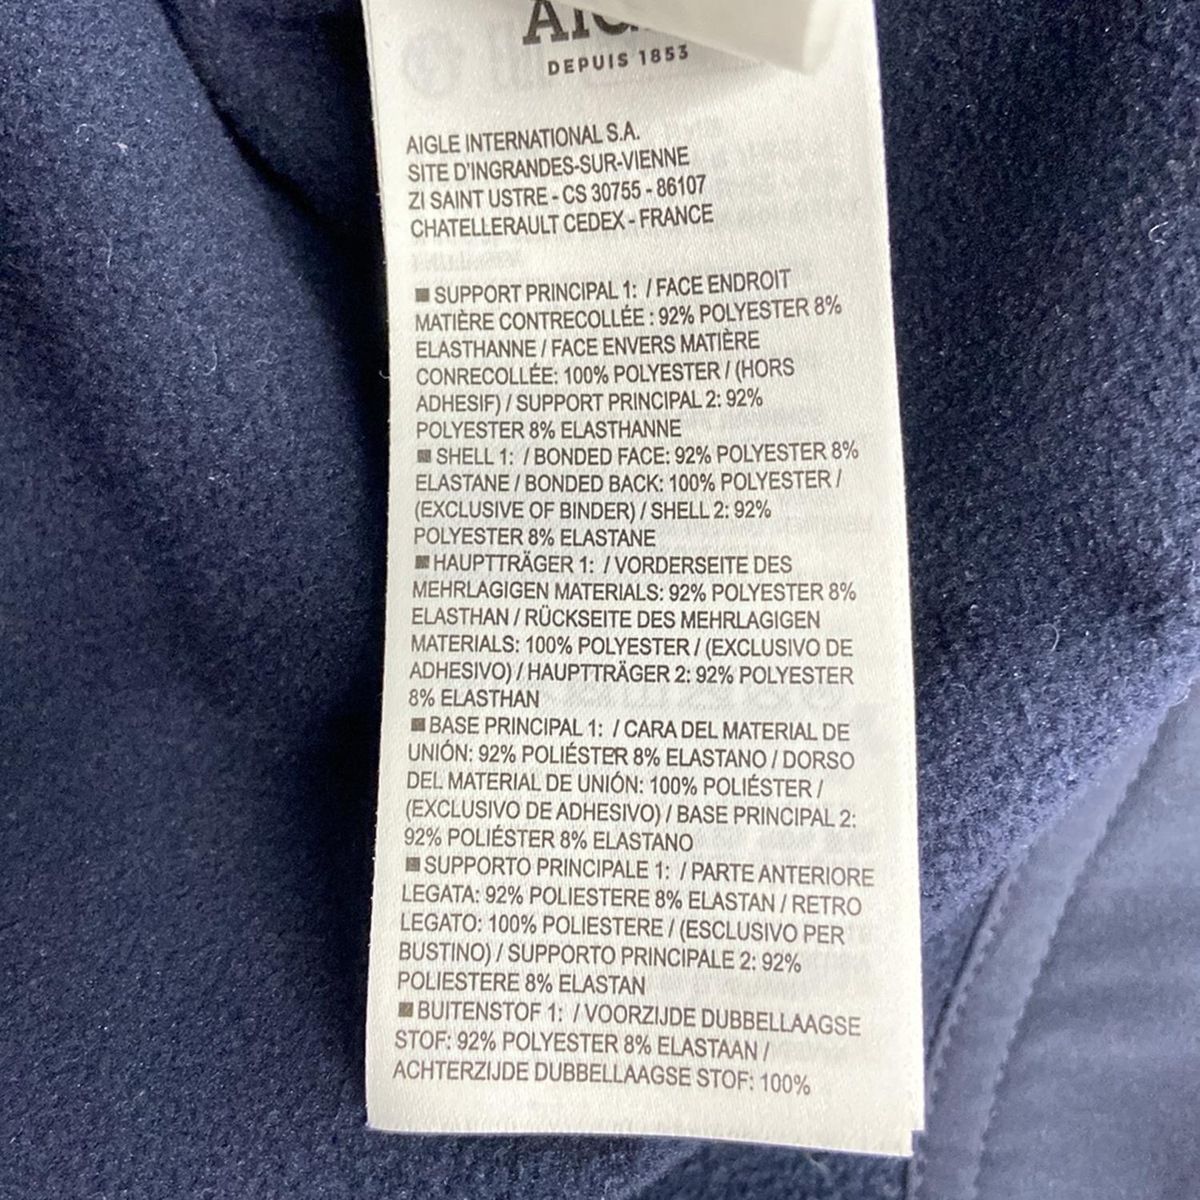 DEPUIS 1853
AIGLE INTERNATIONAL S.A.
SITE D'INGRANDES-SUR-VIENNE
ZI SAINT USTRE - CS 30755 - 86107
CHATELLERAULT CEDEX - FRANCE
■ SUPPORT PRINCIPAL 1: / FACE ENDROIT
MATIÈRE CONTRECOLLÉE : 92% POLYESTER 8%
ELASTHANNE / FACE ENVERS MATIÈRE
CONRECOLLÉE: 100% POLYESTER / (HORS
ADHESIF) / SUPPORT PRINCIPAL 2: 92%
POLYESTER 8% ELASTHANNE
■ SHELL 1: / BONDED FACE: 92% POLYESTER 8%
ELASTANE / BONDED BACK: 100% POLYESTER /
(EXCLUSIVE OF BINDER) / SHELL 2: 92%
POLYESTER 8% ELASTANE
■ HAUPTTRÄGER 1: / VORDERSEITE DES
MEHRLAGIGEN MATERIALS: 92% POLYESTER 8%
ELASTHAN / RÜCKSEITE DES MEHRLAGIGEN
MATERIALS: 100% POLYESTER / (EXCLUSIVO DE
ADHESIVO) / HAUPTTRÄGER 2: 92% POLYESTER
8% ELASTHAN
■ BASE PRINCIPAL 1: / CARA DEL MATERIAL DE
UNIÓN: 92% POLIÉSTER 8% ELASTANO / DORSO
DEL MATERIAL DE UNIÓN: 100% POLIÉSTER /
(EXCLUSIVO DE ADHESIVO) / BASE PRINCIPAL 2:
92% POLIÉSTER 8% ELASTANO
■ SUPPORTO PRINCIPALE 1: / PARTE ANTERIORE
LEGATA: 92% POLIESTERE 8% ELASTAN / RETRO
LEGATO: 100% POLIESTERE / (ESCLUSIVO PER
BUSTINO) / SUPPORTO PRINCIPALE 2: 92%
POLIESTERE 8% ELASTAN
■ BUITENSTOF 1: / VOORZIJDE DUBBELLAAGSE
STOF: 92% POLYESTER 8% ELASTAAN /
ACHTERZIJDE DUBBELLAAGSE STOF: 100%